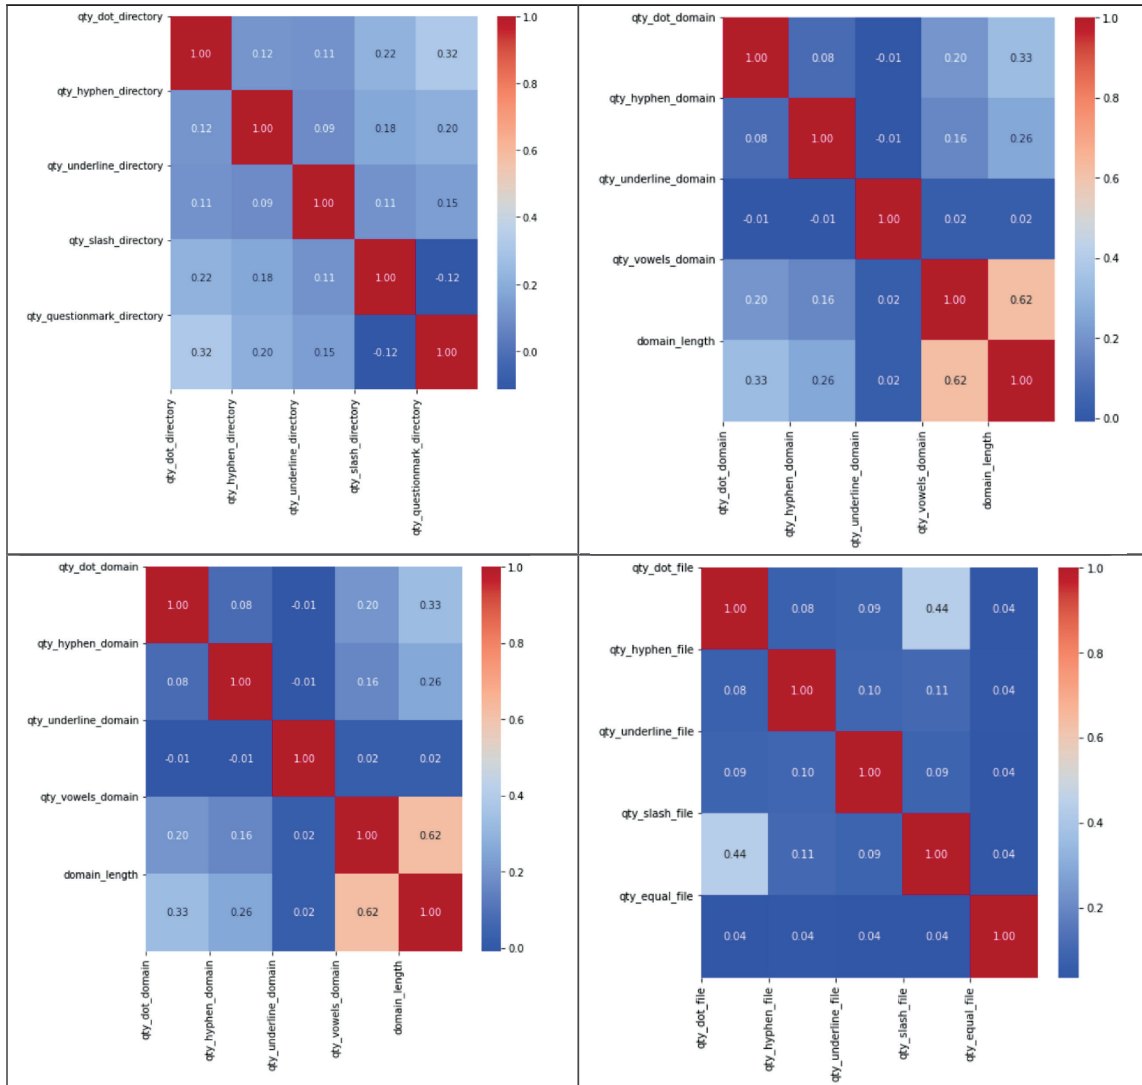 qty_dot_directory
1.00 0.12 0.11 0.22 0.32
qty_hyphen_directory
0.12 1.00 0.09 0.18 0.20
qty_underline_directory
0.11 0.09 1.00 0.11 0.15
qty_slash_directory
0.22 0.18 0.11 1.00 -0.12
qty_questionmark_directory
0.32 0.20 0.15 -0.12 1.00
qty_dot_directory
qty_hyphen_directory
qty_underline_directory
qty_slash_directory
qty_questionmark_directory
1.0
0.8
0.6
0.4
0.2
0.0
qty_dot_domain
1.00 0.08 -0.01 0.20 0.33
qty_hyphen_domain
0.08 1.00 -0.01 0.16 0.26
qty_underline_domain
-0.01 -0.01 1.00 0.02 0.02
qty_vowels_domain
0.20 0.16 0.02 1.00 0.62
domain_length
0.33 0.26 0.02 0.62 1.00
qty_dot_domain
qty_hyphen_domain
qty_underline_domain
qty_vowels_domain
domain_length
1.0
0.8
0.6
0.4
0.2
0.0
qty_dot_domain
1.00 0.08 -0.01 0.20 0.33
qty_hyphen_domain
0.08 1.00 -0.01 0.16 0.26
qty_underline_domain
-0.01 -0.01 1.00 0.02 0.02
qty_vowels_domain
0.20 0.16 0.02 1.00 0.62
domain_length
0.33 0.26 0.02 0.62 1.00
qty_dot_domain
qty_hyphen_domain
qty_underline_domain
qty_vowels_domain
domain_length
1.0
0.8
0.6
0.4
0.2
0.0
qty_dot_file
1.00 0.08 0.09 0.44 0.04
qty_hyphen_file
0.08 1.00 0.10 0.11 0.04
qty_underline_file
0.09 0.10 1.00 0.09 0.04
qty_slash_file
0.44 0.11 0.09 1.00 0.04
qty_equal_file
0.04 0.04 0.04 0.04 1.00
qty_dot_file
qty_hyphen_file
qty_underline_file
qty_slash_file
qty_equal_file
1.0
0.8
0.6
0.4
0.2